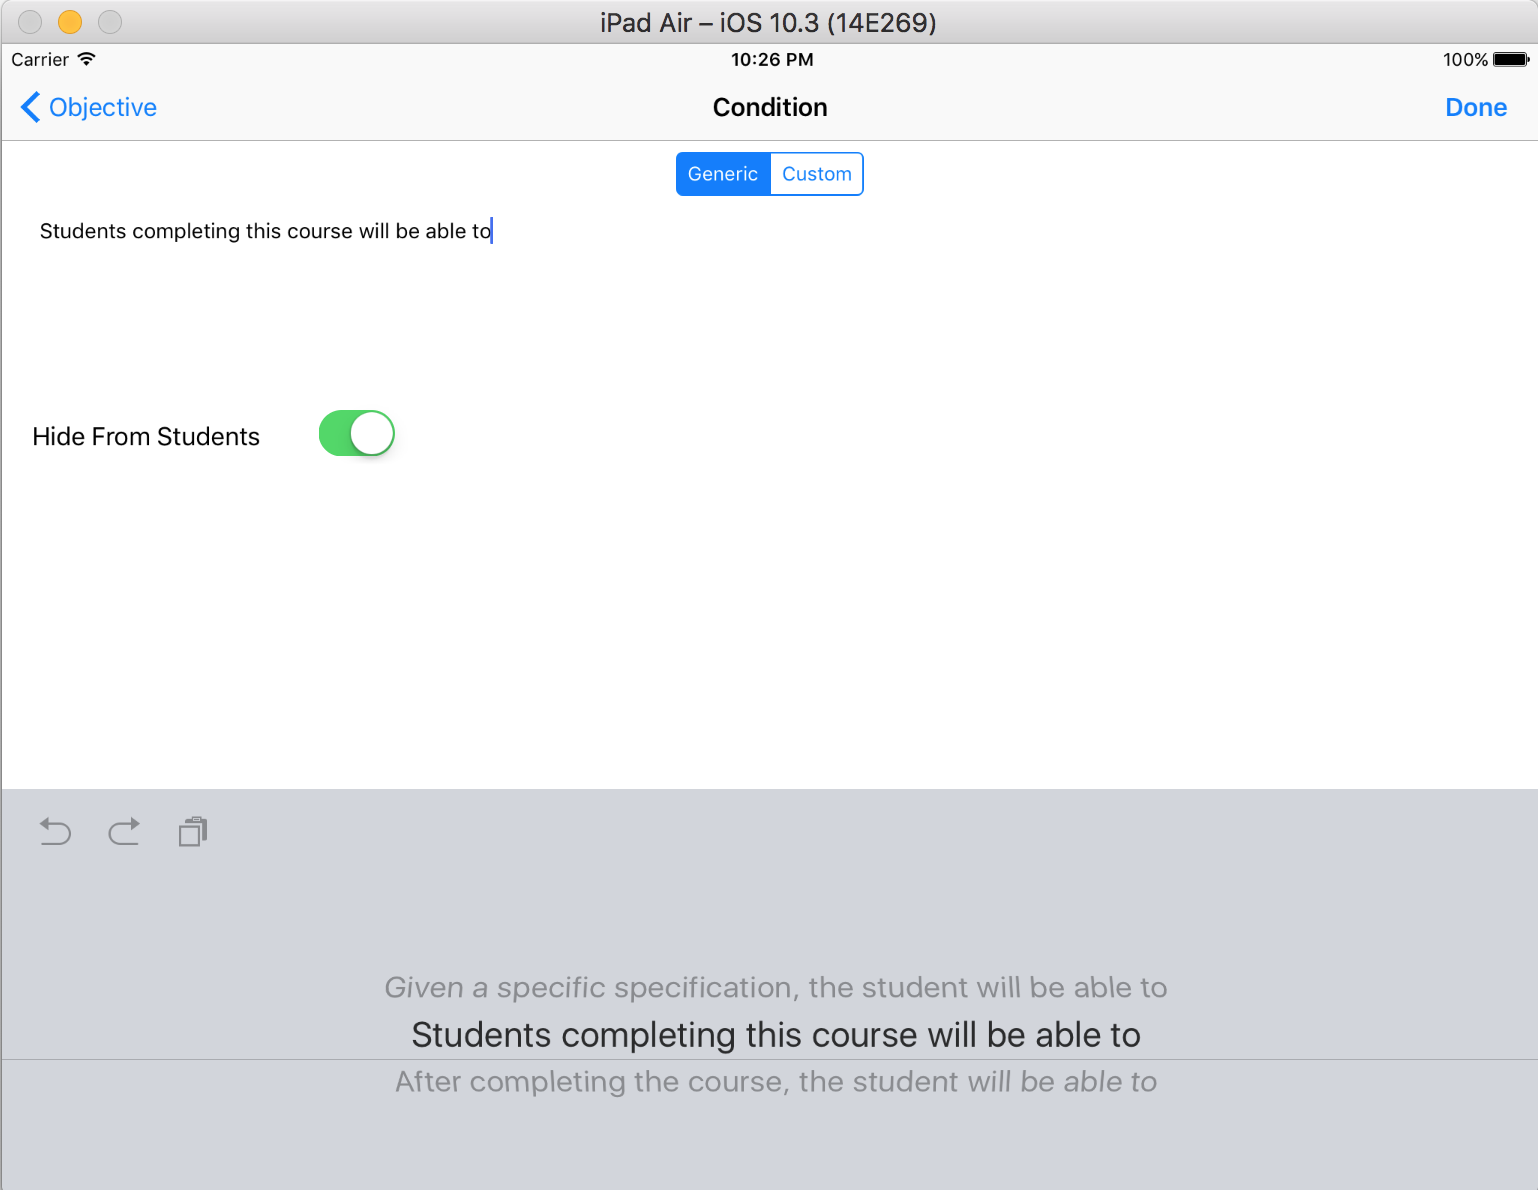 iPad Air – iOS 10.3 (14E269)
Carrier 10:26 PM 100%
Objective Condition Done
Generic Custom
Students completing this course will be able to
Hide From Students
Given a specific specification, the student will be able to
Students completing this course will be able to
After completing the course, the student will be able to